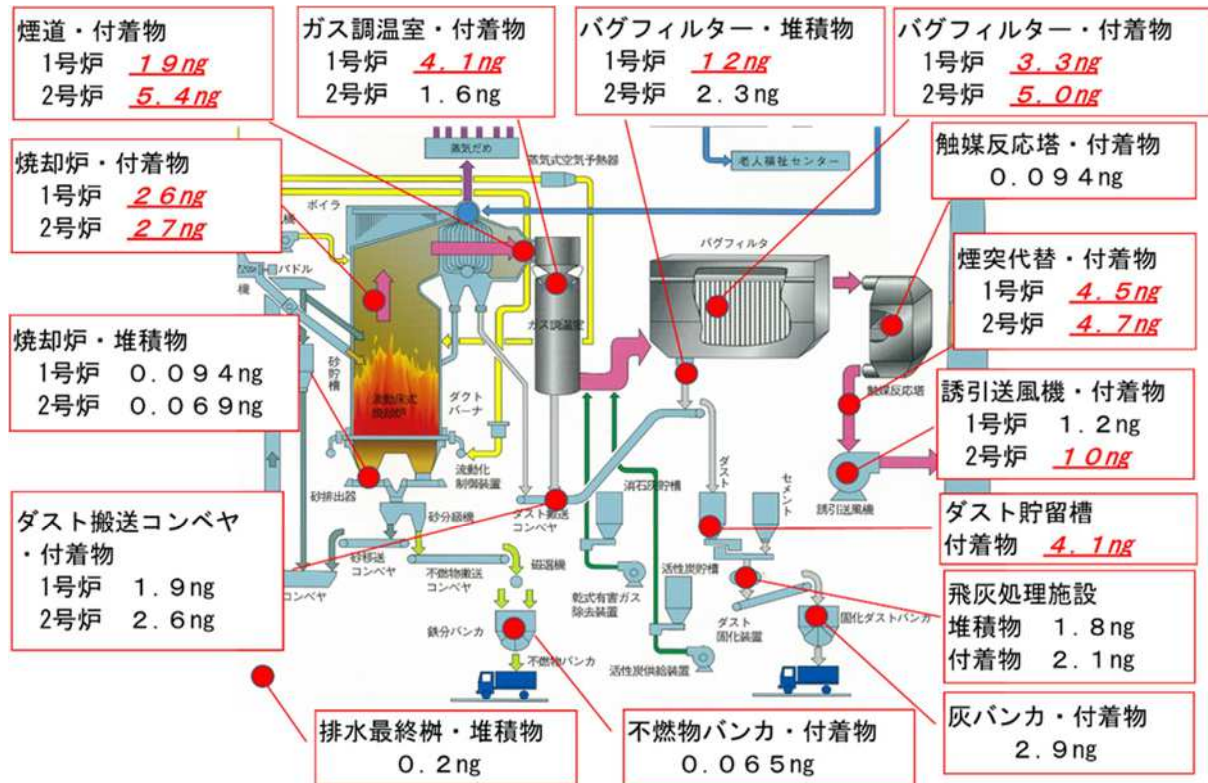 煙道・付着物
1号炉 19ng
2号炉 5.4ng
ガス調温室・付着物
1号炉 4.1ng
2号炉 1.6ng
バグフィルター・堆積物
1号炉 12ng
2号炉 2.3ng
バグフィルター・付着物
1号炉 3.3ng
2号炉 5.0ng
触媒反応塔・付着物
0.094ng
焼却炉・付着物
1号炉 26ng
2号炉 27ng
煙突代替・付着物
1号炉 4.5ng
2号炉 4.7ng
焼却炉・堆積物
1号炉 0.094ng
2号炉 0.069ng
誘引送風機・付着物
1号炉 1.2ng
2号炉 10ng
ダスト搬送コンベヤ
・付着物
1号炉 1.9ng
2号炉 2.6ng
ダスト貯留槽
付着物 4.1ng
飛灰処理施設
堆積物 1.8ng
付着物 2.1ng
排水最終桝・堆積物
0.2ng
不燃物バンカ・付着物
0.065ng
灰バンカ・付着物
2.9ng
蒸気だめ
蒸気式空気予熱器
老人福祉センター
ボイラ
バグフィルタ
パドル
機
ガス調温室
砂貯槽
流動床式
焼却炉
ダクト
バーナ
触媒反応塔
流動化
制御装置
砂排出器
消石灰貯槽
ダスト
セメント
誘引送風機
砂分級機
ダスト搬送
コンベヤ
砂移送
コンベヤ
不燃物搬送
コンベヤ
磁選機
活性炭貯槽
コンベヤ
乾式有害ガス
除去装置
ダスト
固化装置
固化ダストバンカ
鉄分バンカ
不燃物バンカ
活性炭供給装置